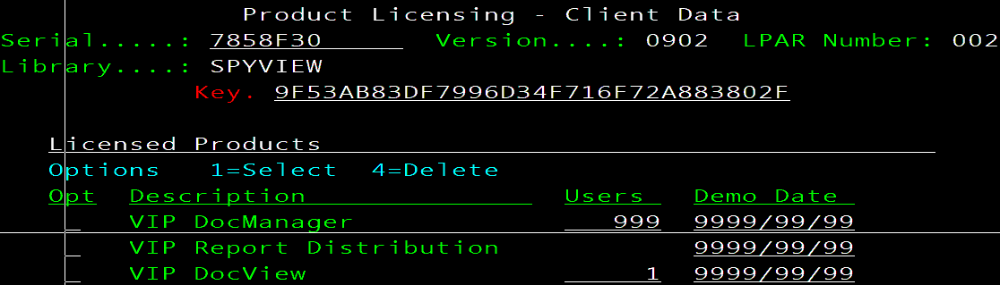 Product Licensing - Client Data
Serial.....: 7858F30 Version....: 0902 LPAR Number: 002
Library....: SPYVIEW
Key. 9F53AB83DF7996D34F716F72A883802F
Licensed Products
Options 1=Select 4=Delete
Opt Description Users Demo Date
VIP DocManager 999 9999/99/99
VIP Report Distribution 9999/99/99
VIP DocView 1 9999/99/99